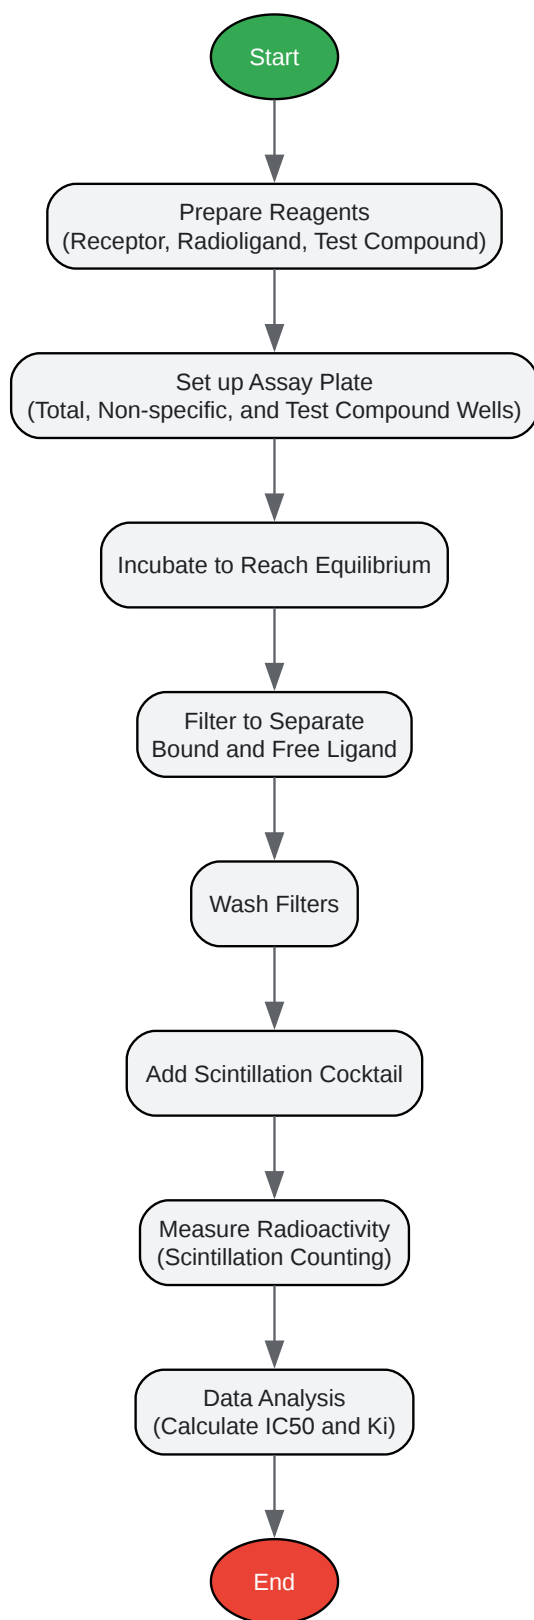 Start
Prepare Reagents
(Receptor, Radioligand, Test Compound)
Set up Assay Plate
(Total, Non-specific, and Test Compound Wells)
Incubate to Reach Equilibrium
Filter to Separate
Bound and Free Ligand
Wash Filters
Add Scintillation Cocktail
Measure Radioactivity
(Scintillation Counting)
Data Analysis
(Calculate IC50 and Ki)
End